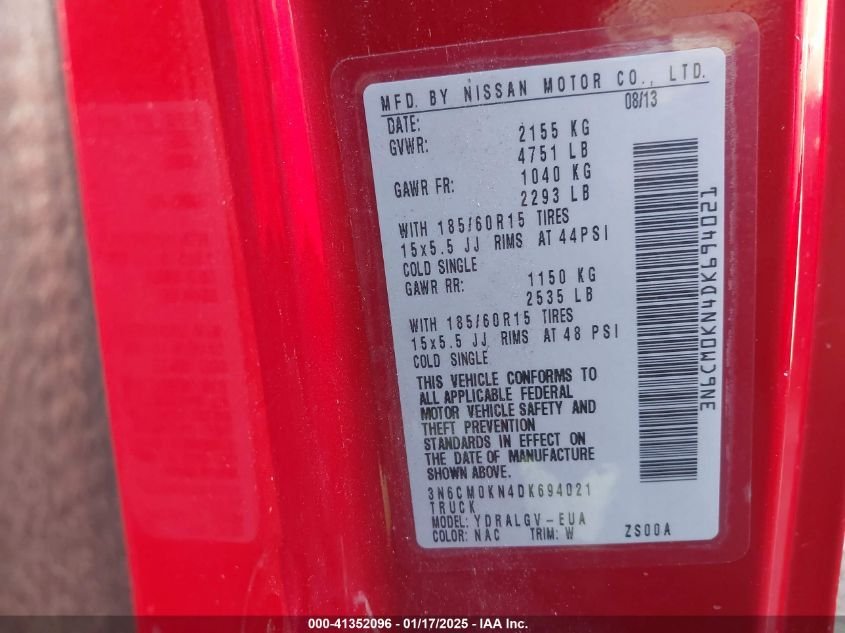 MFD. BY NISSAN MOTOR CO., LTD.
DATE: 08/13
GVWR: 2155 KG
4751 LB
GAWR FR: 1040 KG
2293 LB
WITH 185/60R15 TIRES
15x5.5 JJ RIMS AT 44PSI
COLD SINGLE
GAWR RR: 1150 KG
2535 LB
WITH 185/60R15 TIRES
15x5.5 JJ RIMS AT 48 PSI
COLD SINGLE
THIS VEHICLE CONFORMS TO
ALL APPLICABLE FEDERAL
MOTOR VEHICLE SAFETY AND
THEFT PREVENTION
STANDARDS IN EFFECT ON
THE DATE OF MANUFACTURE
SHOWN ABOVE.
3N6CM0KN4DK694021
TRUCK
MODEL: YDRALGV-EUA
COLOR: NAC TRIM: W ZS00A
3N6CM0KN4DK694021
000-41352096 - 01/17/2025 - IAA Inc.